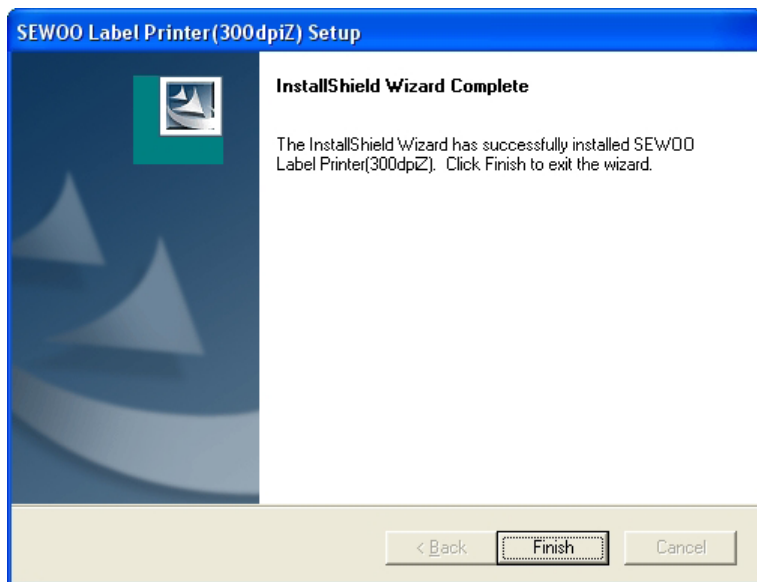 SEWOO Label Printer(300dpiZ) Setup
InstallShield Wizard Complete
The InstallShield Wizard has successfully installed SEWOO
Label Printer(300dpiZ). Click Finish to exit the wizard.
< Back
Finish
Cancel